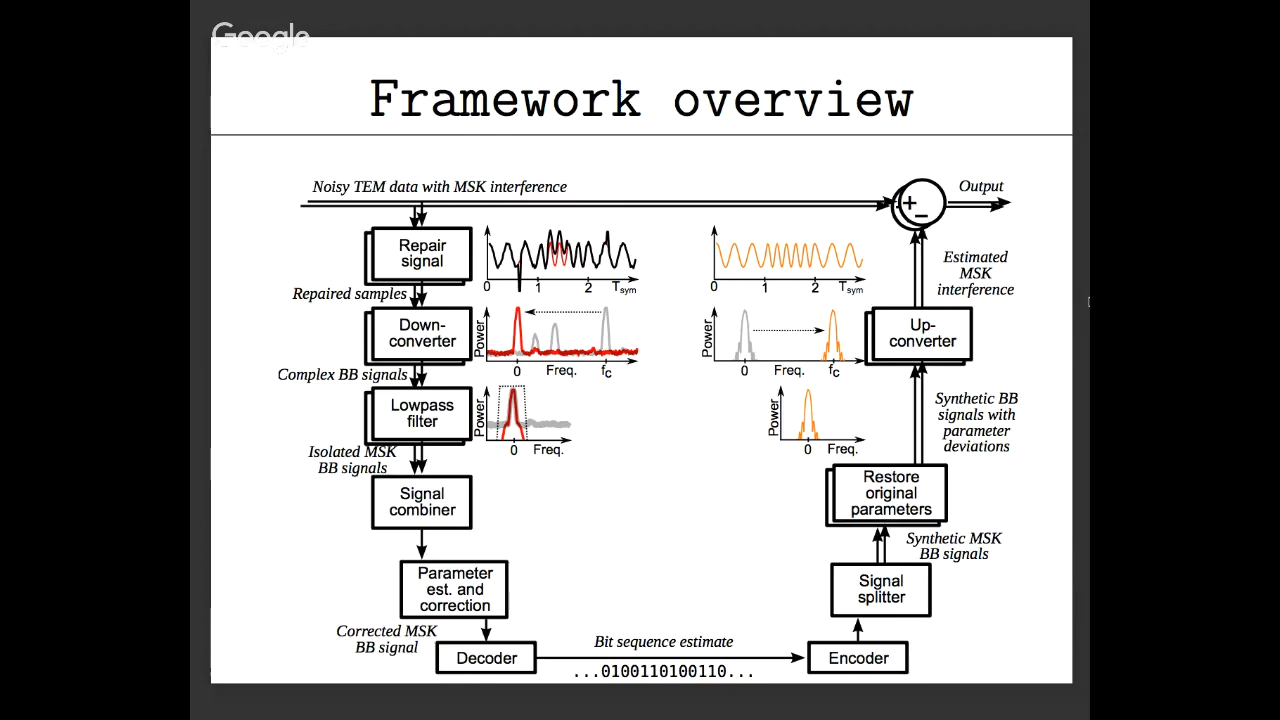 Google
Framework overview
Noisy TEM data with MSK interference
Output
+
−
Repair
signal
0
1
2
Tsym
0
1
2
Tsym
Estimated
MSK
interference
Repaired samples
Down-
converter
Power
0
Freq.
fc
Power
0
Freq.
fc
Up-
converter
Complex BB signals
Lowpass
filter
Power
0
Freq.
Power
0
Freq.
Synthetic BB
signals with
parameter
deviations
Isolated MSK
BB signals
Signal
combiner
Restore
original
parameters
Synthetic MSK
BB signals
Parameter
est. and
correction
Signal
splitter
Corrected MSK
BB signal
Decoder
Bit sequence estimate
...0100110100110...
Encoder